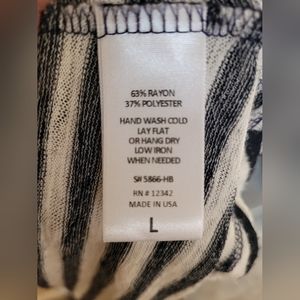 63% RAYON
37% POLYESTER
HAND WASH COLD
LAY FLAT
OR HANG DRY
LOW IRON
WHEN NEEDED
S# 5866-HB
RN # 12342
MADE IN USA
L